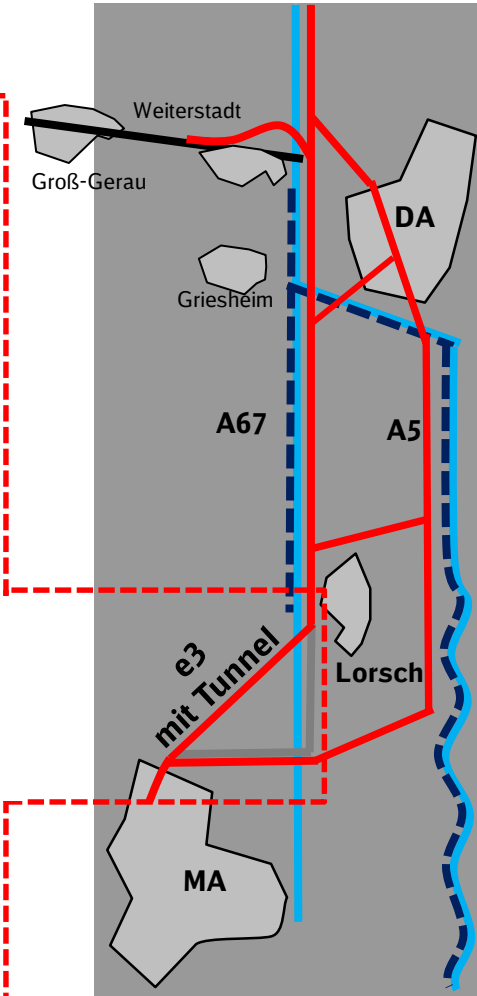 Weiterstadt
Groß-Gerau
DA
Griesheim
A67
A5
e3
mit Tunnel
Lorsch
MA